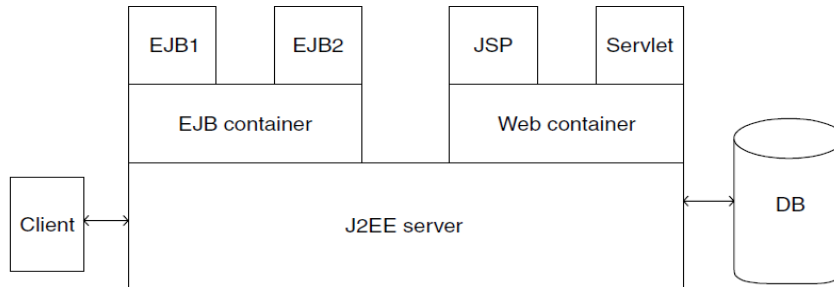 EJB1
EJB2
JSP
Servlet
EJB container
Web container
Client
J2EE server
DB